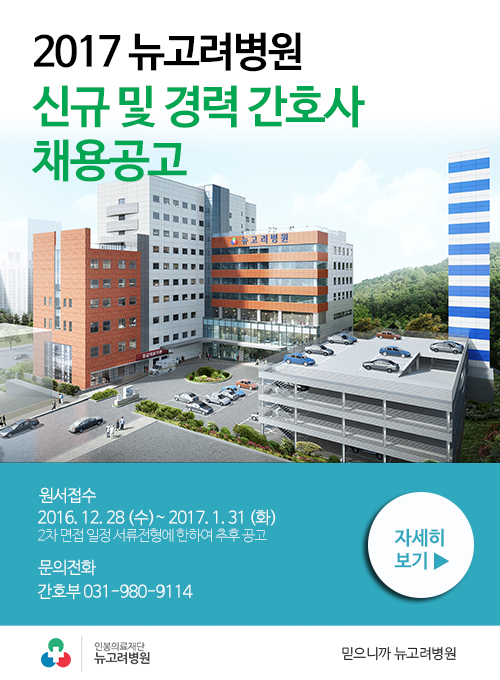 2017 뉴고려병원
신규 및 경력 간호사
채용공고
뉴고려병원
원서접수
2016. 12. 28 (수) ~ 2017. 1. 31 (화)
2차 면접 일정 서류전형에 한하여 추후 공고
문의전화
간호부 031-980-9114
자세히
보기 ▶
인봉의료재단
뉴고려병원
믿으니까 뉴고려병원